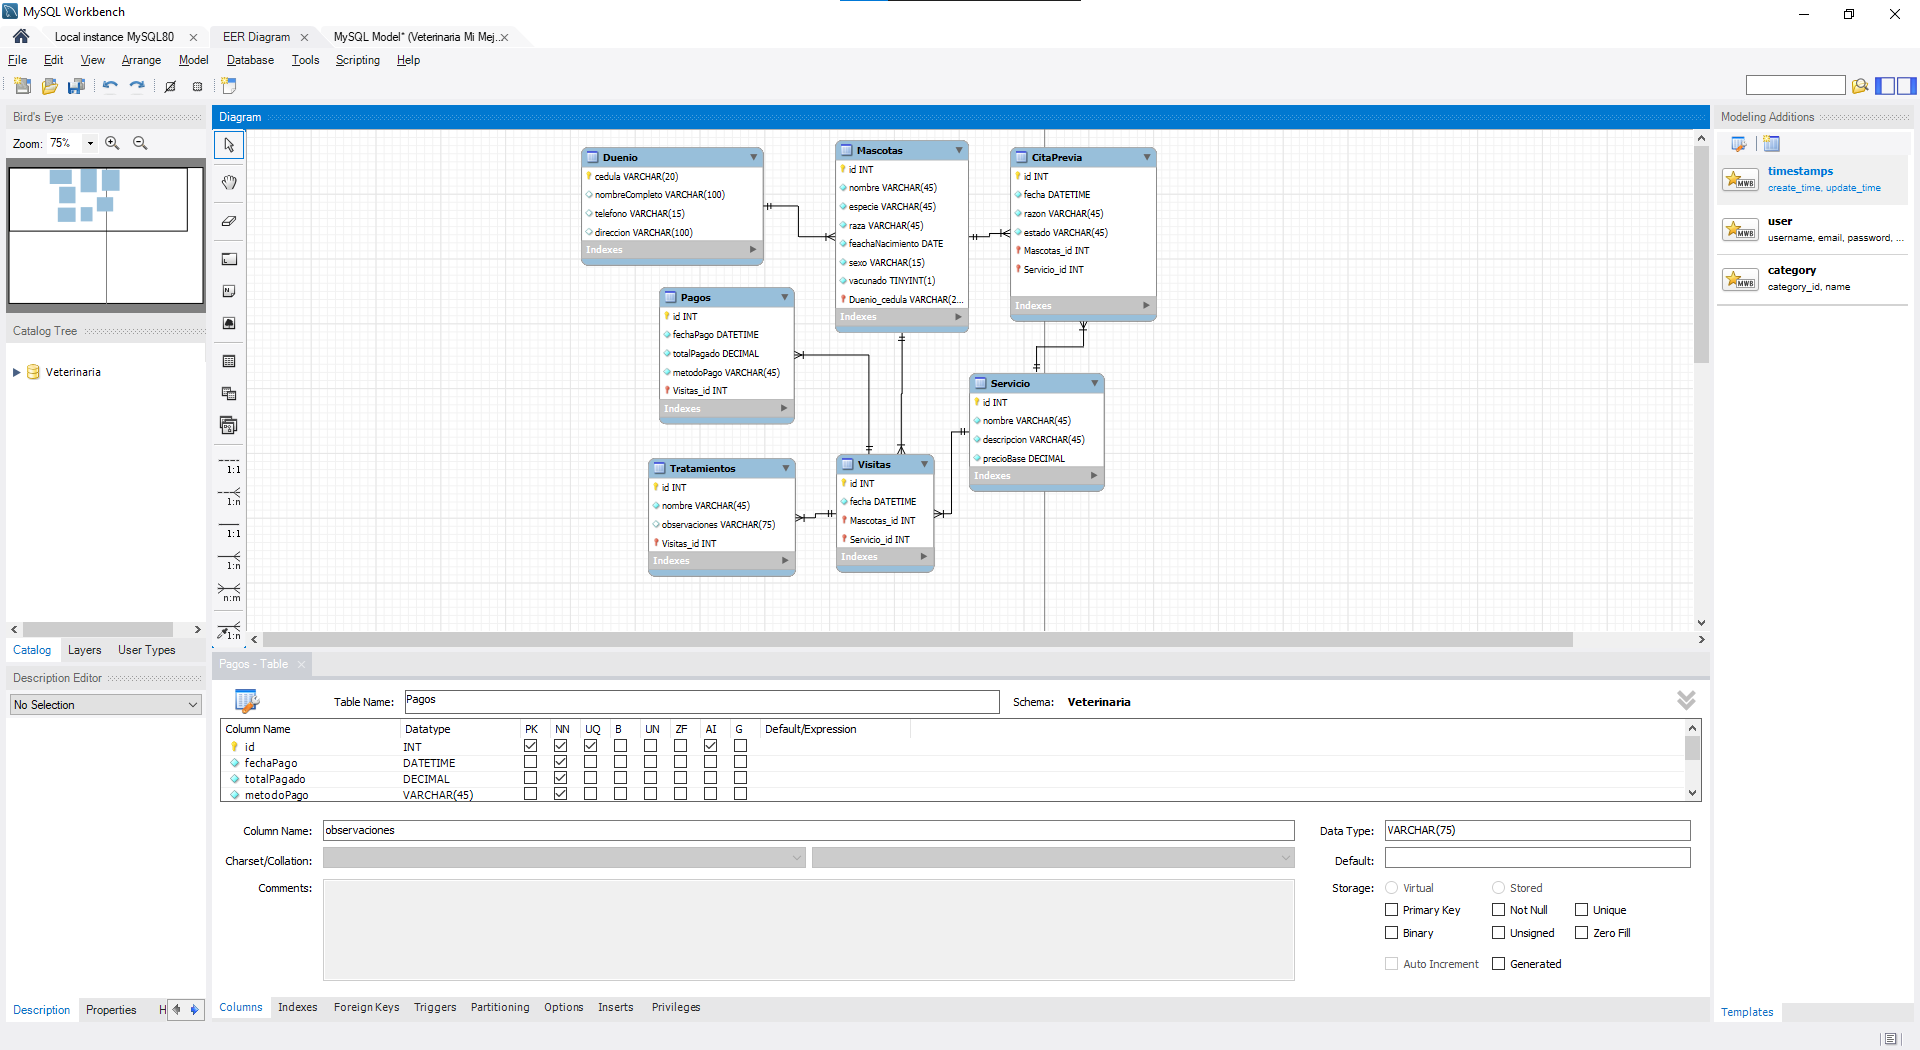 MySQL Workbench
Local instance MySQL80
EER Diagram
MySQL Model* (Veterinaria Mi Mej..
File Edit View Arrange Model Database Tools Scripting Help
Bird's Eye
Zoom: 75%
Catalog Tree
Veterinaria
Catalog Layers User Types
Description Editor
No Selection
Description Properties H
Diagram
1:1
1:n
1:1
1:n
n:m
1:n
Duenio
cedula VARCHAR(20)
nombreCompleto VARCHAR(100)
telefono VARCHAR(15)
direccion VARCHAR(100)
Indexes
Mascotas
id INT
nombre VARCHAR(45)
especie VARCHAR(45)
raza VARCHAR(45)
feachaNacimiento DATE
sexo VARCHAR(15)
vacunado TINYINT(1)
Duenio_cedula VARCHAR(2...
Indexes
CitaPrevia
id INT
fecha DATETIME
razon VARCHAR(45)
estado VARCHAR(45)
Mascotas_id INT
Servicio_id INT
Indexes
Pagos
id INT
fechaPago DATETIME
totalPagado DECIMAL
metodoPago VARCHAR(45)
Visitas_id INT
Indexes
Servicio
id INT
nombre VARCHAR(45)
descripcion VARCHAR(45)
precioBase DECIMAL
Indexes
Tratamientos
id INT
nombre VARCHAR(45)
observaciones VARCHAR(75)
Visitas_id INT
Indexes
Visitas
id INT
fecha DATETIME
Mascotas_id INT
Servicio_id INT
Indexes
Modeling Additions
timestamps
create_time, update_time
user
username, email, password, ...
category
category_id, name
Templates
Pagos - Table
Table Name: Pagos Schema: Veterinaria
Column Name Datatype PK NN UQ B UN ZF AI G Default/Expression
id INT
fechaPago DATETIME
totalPagado DECIMAL
metodoPago VARCHAR(45)
Column Name: observaciones Data Type: VARCHAR(75)
Charset/Collation: Default:
Comments: Storage: Virtual Stored
Primary Key Not Null Unique
Binary Unsigned Zero Fill
Auto Increment Generated
Columns Indexes Foreign Keys Triggers Partitioning Options Inserts Privileges